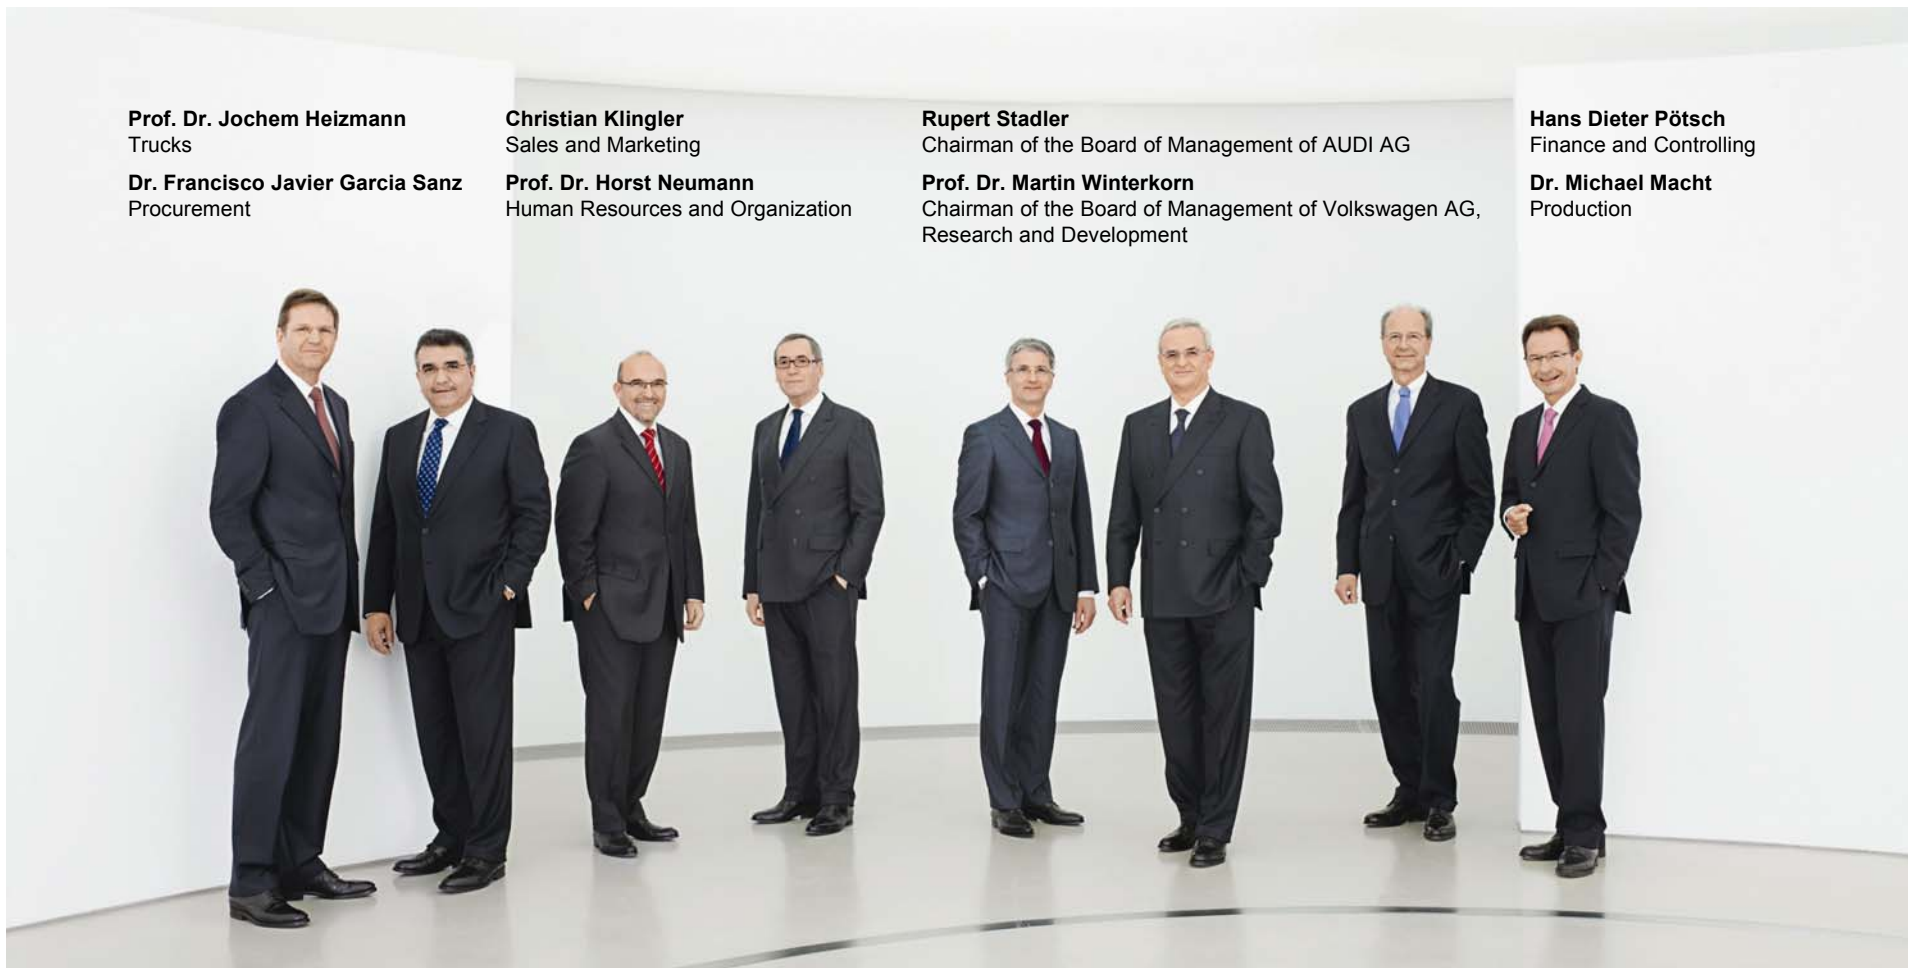 Prof. Dr. Jochem Heizmann
Trucks
Dr. Francisco Javier Garcia Sanz
Procurement
Christian Klingler
Sales and Marketing
Prof. Dr. Horst Neumann
Human Resources and Organization
Rupert Stadler
Chairman of the Board of Management of AUDI AG
Prof. Dr. Martin Winterkorn
Chairman of the Board of Management of Volkswagen AG,
Research and Development
Hans Dieter Pötsch
Finance and Controlling
Dr. Michael Macht
Production